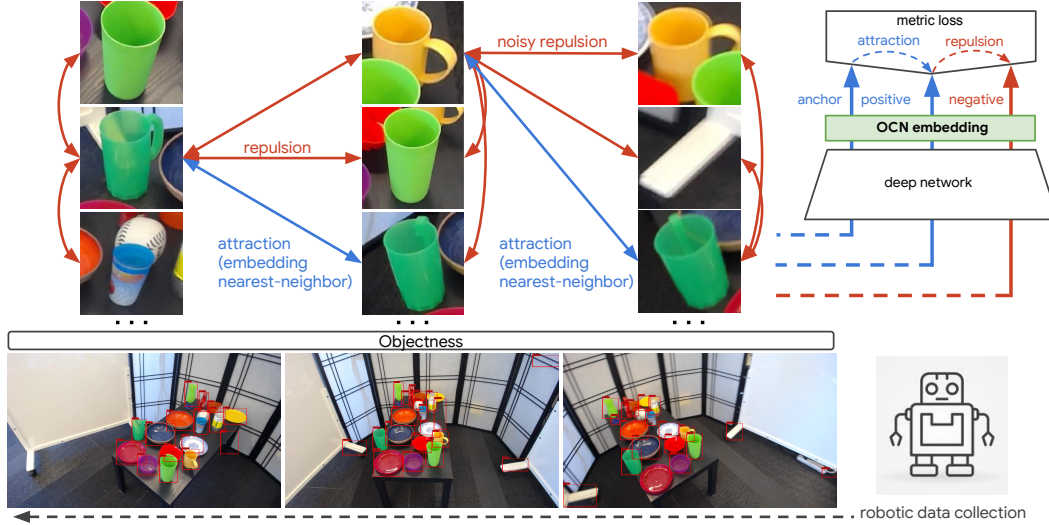 metric loss
attraction
repulsion
noisy repulsion
anchor
positive
negative
OCN embedding
repulsion
deep network
attraction
(embedding
nearest-neighbor)
attraction
(embedding
nearest-neighbor)
...
...
...
Objectness
robotic data collection